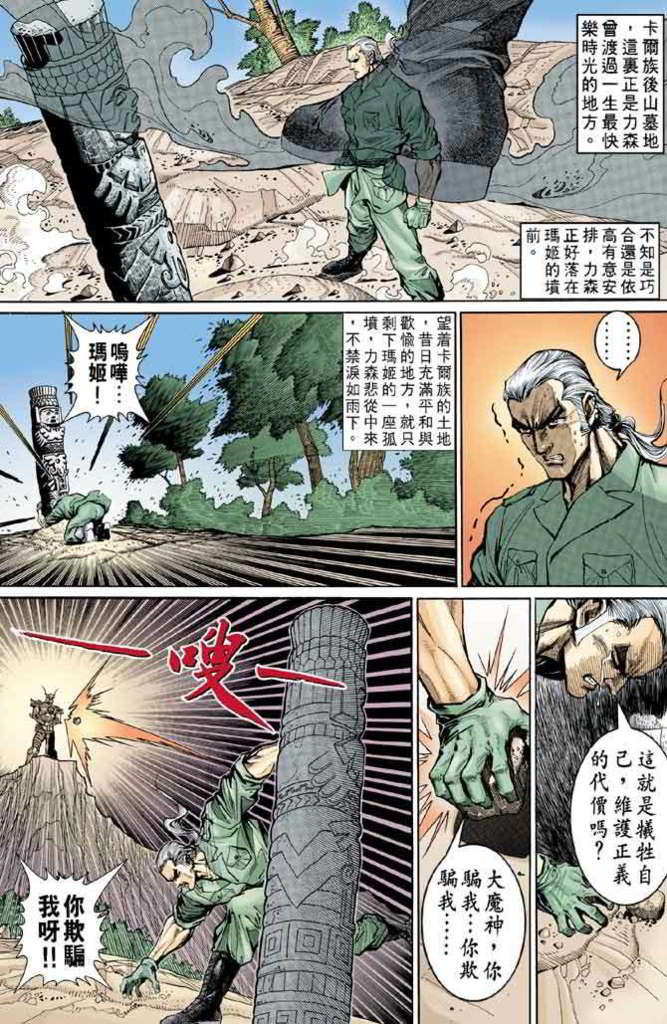 卡爾族後山墓地
，這裏正是力森
曾渡過一生最快
樂時光的地方。
不知是巧
合還是依
高有意安
排，力森
正好落在
瑪姬的墳
前。
嗚嘩…
瑪姬！
望着卡爾族的土地
，昔日充滿平和與
歡愉的地方，就只
剩下瑪姬的一座孤
墳，力森悲從中來
，不禁淚如雨下。
……
……
一嗖一
你欺騙
我呀！！
大魔神，你
騙我…你欺
騙我……
這就是犧牲自
己，維護正義
的代價嗎？